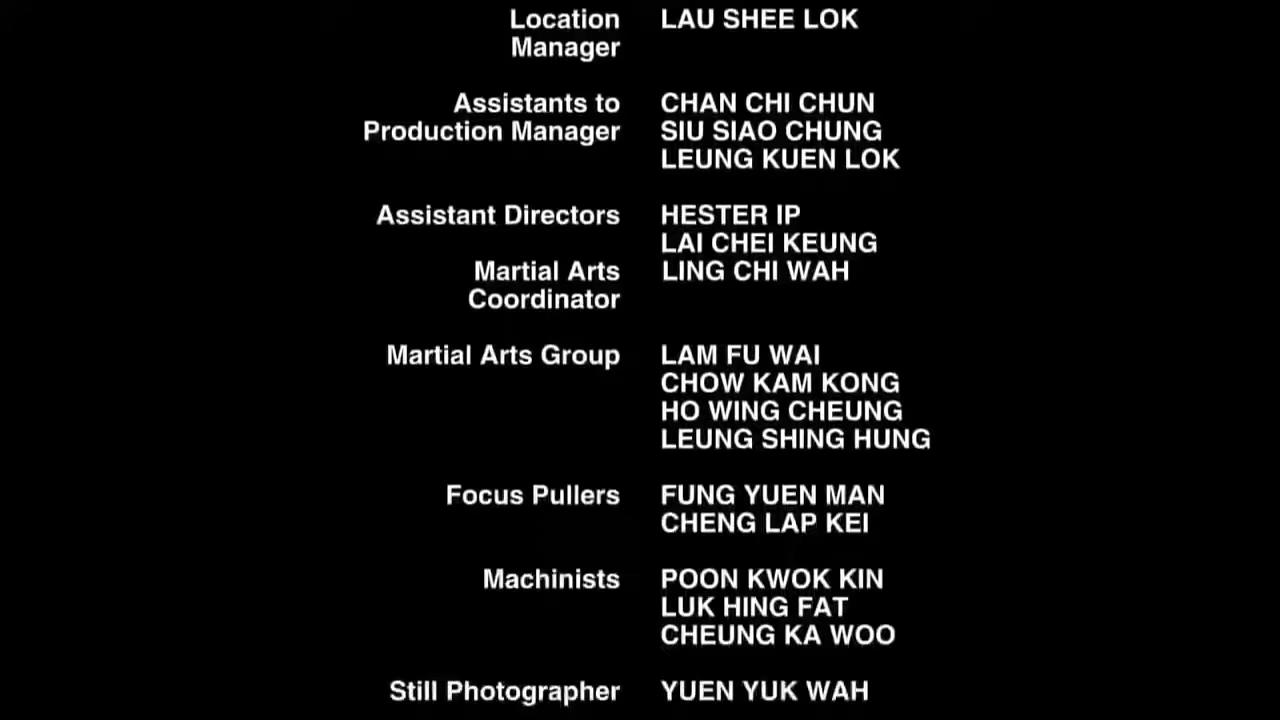 Location LAU SHEE LOK
Manager
Assistants to CHAN CHI CHUN
Production Manager SIU SIAO CHUNG
LEUNG KUEN LOK
Assistant Directors HESTER IP
LAI CHEI KEUNG
Martial Arts LING CHI WAH
Coordinator
Martial Arts Group LAM FU WAI
CHOW KAM KONG
HO WING CHEUNG
LEUNG SHING HUNG
Focus Pullers FUNG YUEN MAN
CHENG LAP KEI
Machinists POON KWOK KIN
LUK HING FAT
CHEUNG KA WOO
Still Photographer YUEN YUK WAH